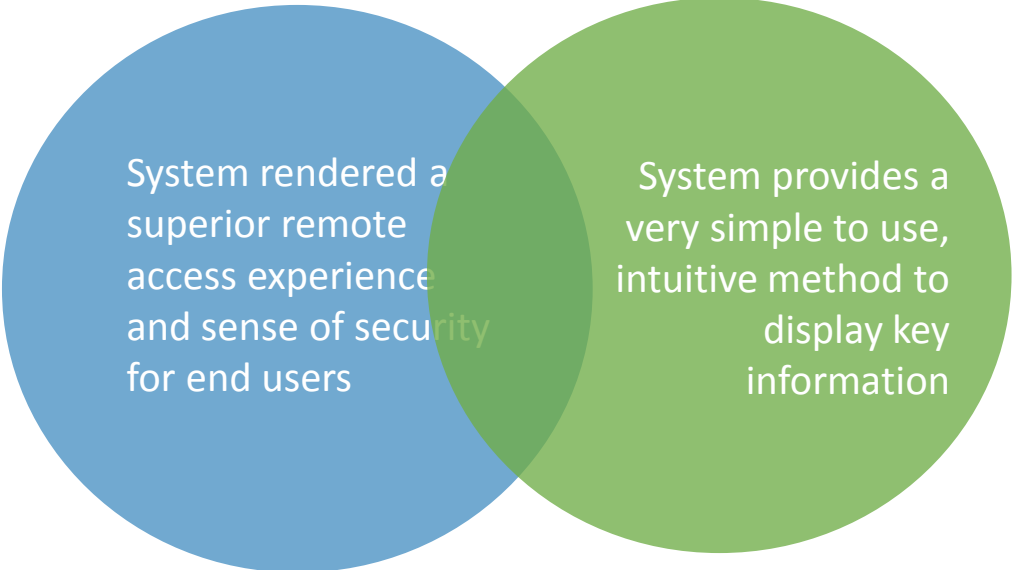 System rendered a
superior remote
access experience
and sense of security
for end users
System provides a
very simple to use,
intuitive method to
display key
information